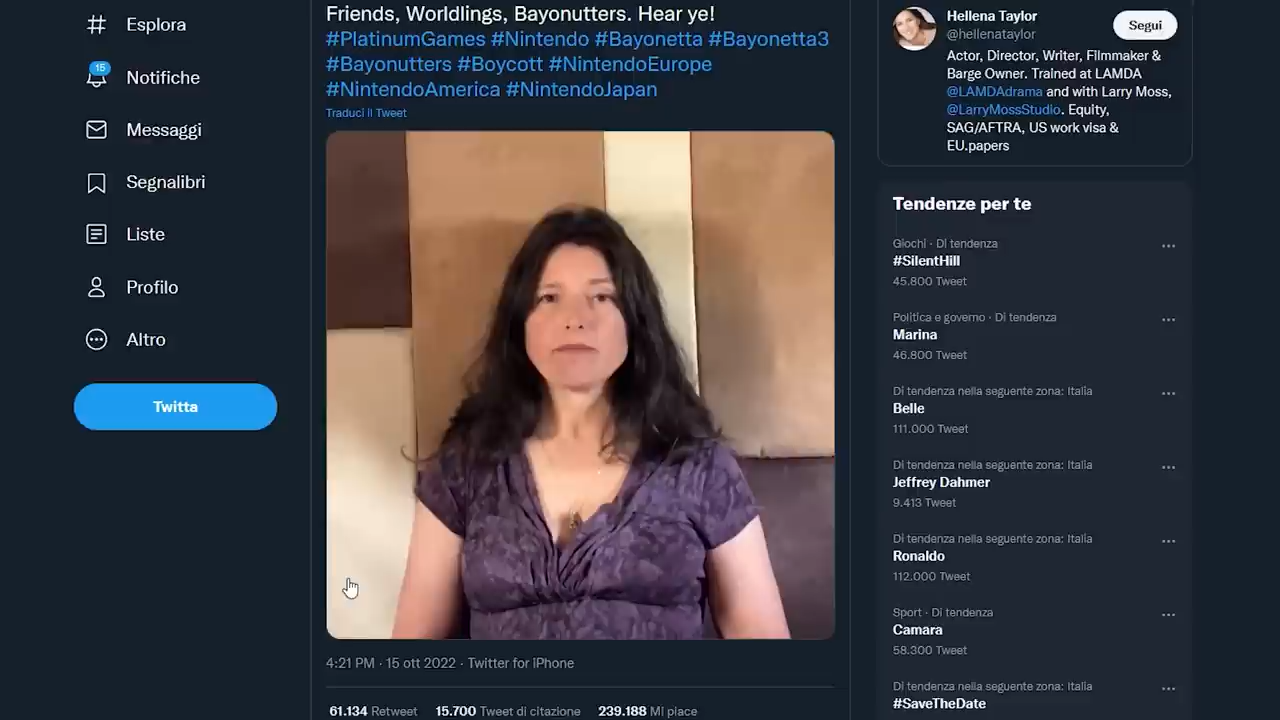 Esplora
15
Notifiche
Messaggi
Segnalibri
Liste
Profilo
Altro
Twitta
Friends, Worldlings, Bayonutters. Hear ye!
#PlatinumGames #Nintendo #Bayonetta #Bayonetta3
#Bayonutters #Boycott #NintendoEurope
#NintendoAmerica #NintendoJapan
Traduci il Tweet
4:21 PM · 15 ott 2022 · Twitter for iPhone
61.134 Retweet 15.700 Tweet di citazione 239.188 Mi piace
Hellena Taylor
@hellenataylor
Segui
Actor, Director, Writer, Filmmaker &
Barge Owner. Trained at LAMDA
@LAMDAdrama and with Larry Moss,
@LarryMossStudio. Equity,
SAG/AFTRA, US work visa &
EU.papers
Tendenze per te
Giochi · Di tendenza
#SilentHill
45.800 Tweet
Politica e governo · Di tendenza
Marina
46.800 Tweet
Di tendenza nella seguente zona: Italia
Belle
111.000 Tweet
Di tendenza nella seguente zona: Italia
Jeffrey Dahmer
9.413 Tweet
Di tendenza nella seguente zona: Italia
Ronaldo
112.000 Tweet
Sport · Di tendenza
Camara
58.300 Tweet
Di tendenza nella seguente zona: Italia
#SaveTheDate